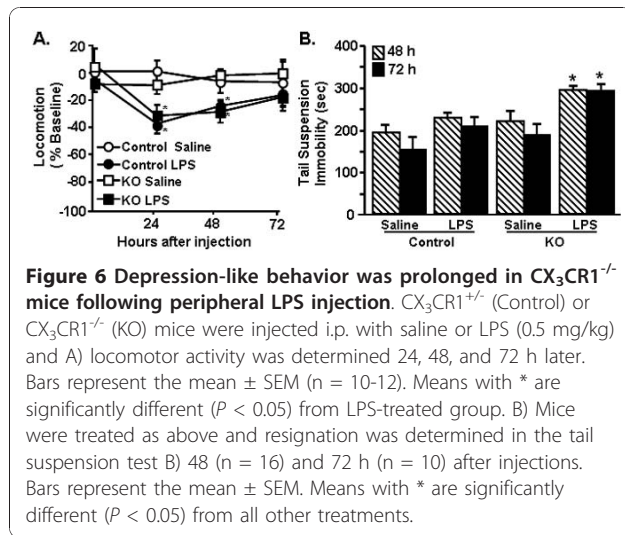 A.
20
0
-20
-40
-60
-80
-100
Locomotion
(% Baseline)
Control Saline
Control LPS
KO Saline
KO LPS
24 48 72
Hours after injection
B.
400
300
200
100
0
Tail Suspension
Immobility (sec)
48 h
72 h
* *
Saline LPS Saline LPS
Control KO
Figure 6 Depression-like behavior was prolonged in CX₃CR1⁻/⁻
mice following peripheral LPS injection. CX₃CR1⁺/⁻ (Control) or
CX₃CR1⁻/⁻ (KO) mice were injected i.p. with saline or LPS (0.5 mg/kg)
and A) locomotor activity was determined 24, 48, and 72 h later.
Bars represent the mean ± SEM (n = 10-12). Means with * are
significantly different (P < 0.05) from LPS-treated group. B) Mice
were treated as above and resignation was determined in the tail
suspension test B) 48 (n = 16) and 72 h (n = 10) after injections.
Bars represent the mean ± SEM. Means with * are significantly
different (P < 0.05) from all other treatments.